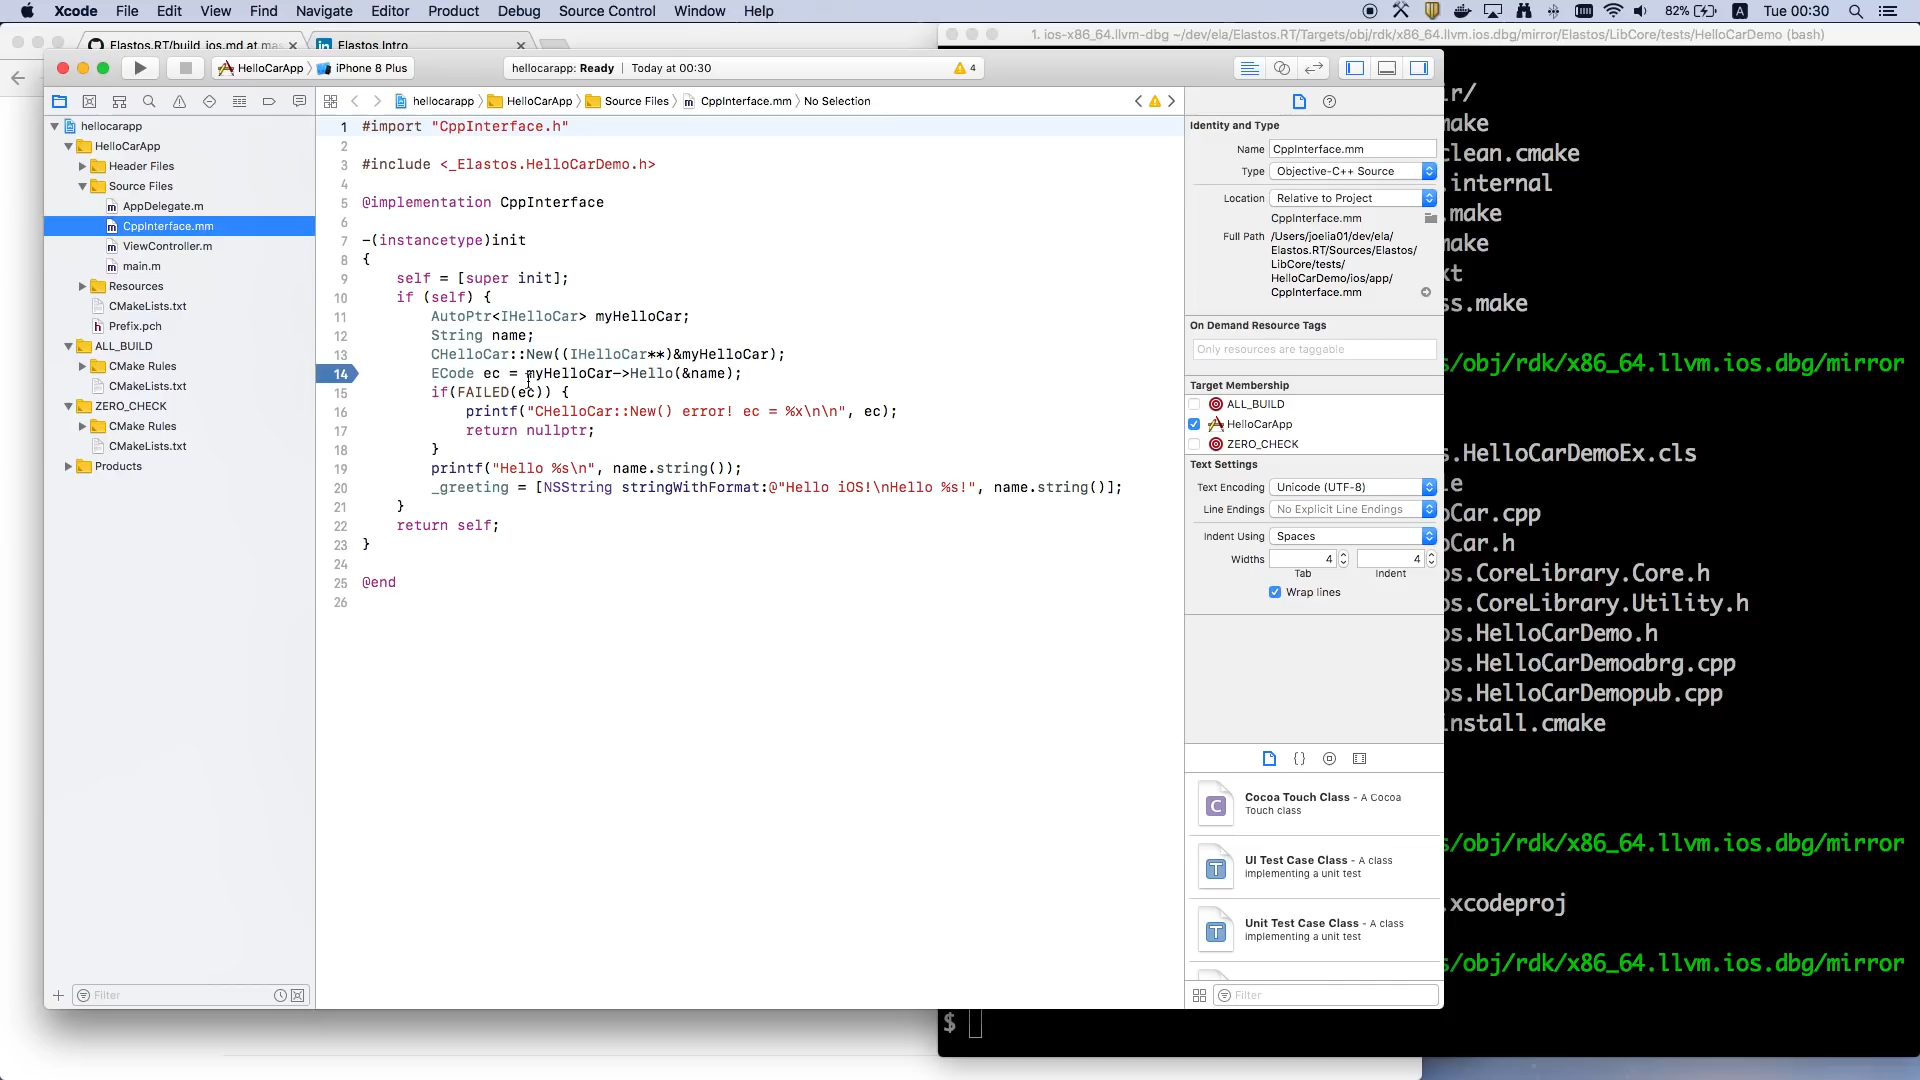 Xcode File Edit View Find Navigate Editor Product Debug Source Control Window Help
82% Tue 00:30
Elastos.RT/build_ios.md at mas
Elastos Intro
1. ios-x86_64.llvm-dbg ~/dev/ela/Elastos.RT/Targets/obj/rdk/x86_64.llvm.ios.dbg/mirror/Elastos/LibCore/tests/HelloCarDemo (bash)
HelloCarApp iPhone 8 Plus
hellocarapp: Ready | Today at 00:30
4
hellocarapp HelloCarApp Source Files CppInterface.mm No Selection
hellocarapp
HelloCarApp
Header Files
Source Files
AppDelegate.m
CppInterface.mm
ViewController.m
main.m
Resources
CMakeLists.txt
Prefix.pch
ALL_BUILD
CMake Rules
CMakeLists.txt
ZERO_CHECK
CMake Rules
CMakeLists.txt
Products
Filter
1 #import "CppInterface.h"
2
3 #include <_Elastos.HelloCarDemo.h>
4
5 @implementation CppInterface
6
7 -(instancetype)init
8 {
9 self = [super init];
10 if (self) {
11 AutoPtr<IHelloCar> myHelloCar;
12 String name;
13 CHelloCar::New((IHelloCar**)&myHelloCar);
14 ECode ec = myHelloCar->Hello(&name);
15 if(FAILED(ec)) {
16 printf("CHelloCar::New() error! ec = %x\n\n", ec);
17 return nullptr;
18 }
19 printf("Hello %s\n", name.string());
20 _greeting = [NSString stringWithFormat:@"Hello iOS!\nHello %s!", name.string()];
21 }
22 return self;
23 }
24
25 @end
26
Identity and Type
Name CppInterface.mm
Type Objective-C++ Source
Location Relative to Project
CppInterface.mm
Full Path /Users/joelia01/dev/ela/
Elastos.RT/Sources/Elastos/
LibCore/tests/
HelloCarDemo/ios/app/
CppInterface.mm
On Demand Resource Tags
Only resources are taggable
Target Membership
ALL_BUILD
HelloCarApp
ZERO_CHECK
Text Settings
Text Encoding Unicode (UTF-8)
Line Endings No Explicit Line Endings
Indent Using Spaces
Widths 4 4
Tab Indent
Wrap lines
Cocoa Touch Class - A Cocoa
Touch class
UI Test Case Class - A class
implementing a unit test
Unit Test Case Class - A class
implementing a unit test
Filter
ir/
make
clean.cmake
.internal
.make
make
xt
ss.make
s/obj/rdk/x86_64.llvm.ios.dbg/mirror
s.HelloCarDemoEx.cls
le
oCar.cpp
oCar.h
os.CoreLibrary.Core.h
os.CoreLibrary.Utility.h
os.HelloCarDemo.h
os.HelloCarDemoabrg.cpp
os.HelloCarDemopub.cpp
install.cmake
s/obj/rdk/x86_64.llvm.ios.dbg/mirror
.xcodeproj
s/obj/rdk/x86_64.llvm.ios.dbg/mirror
$